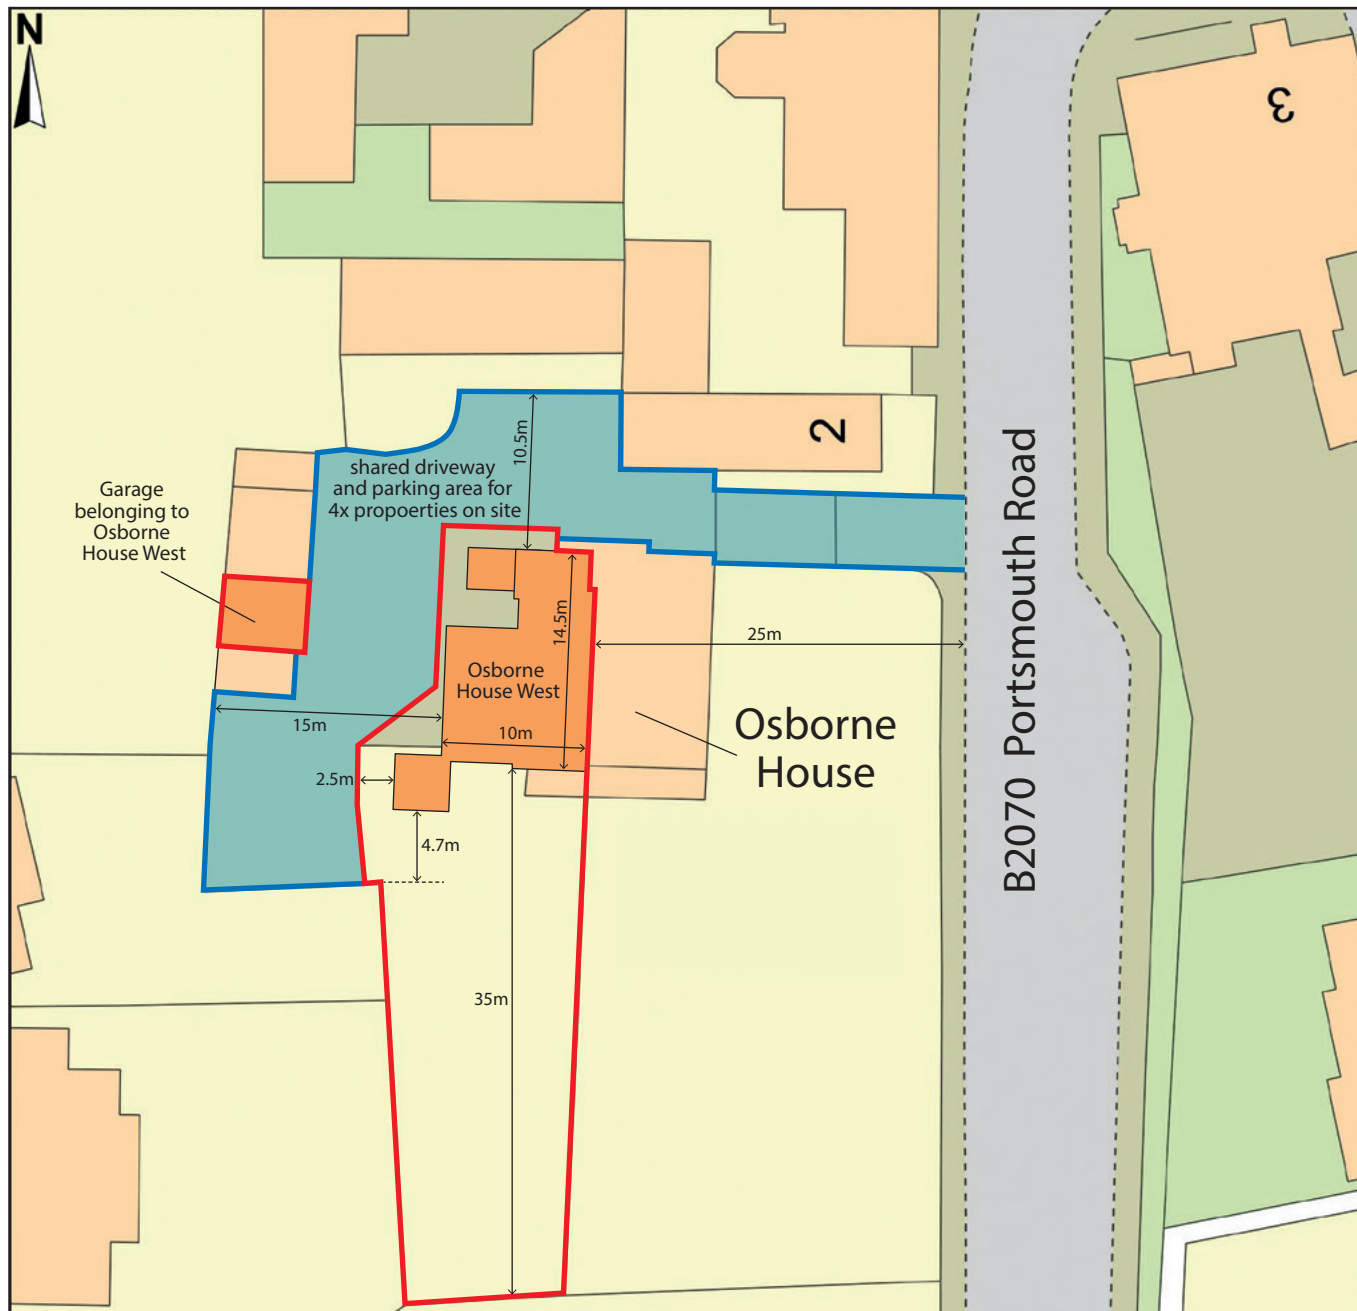 N
3
2
10.5m
shared driveway
and parking area for
4x propoerties on site
Garage
belonging to
Osborne
House West
14.5m
25m
Osborne
House West
15m
10m
Osborne
House
2.5m
4.7m
35m
B2070 Portsmouth Road